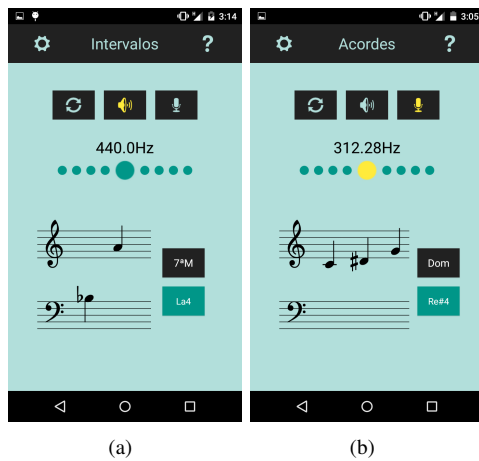 3:14
Intervalos ?
440.0Hz
7ªM
La4
3:05
Acordes
312.28Hz
Dom
Re#4
(a)
(b)